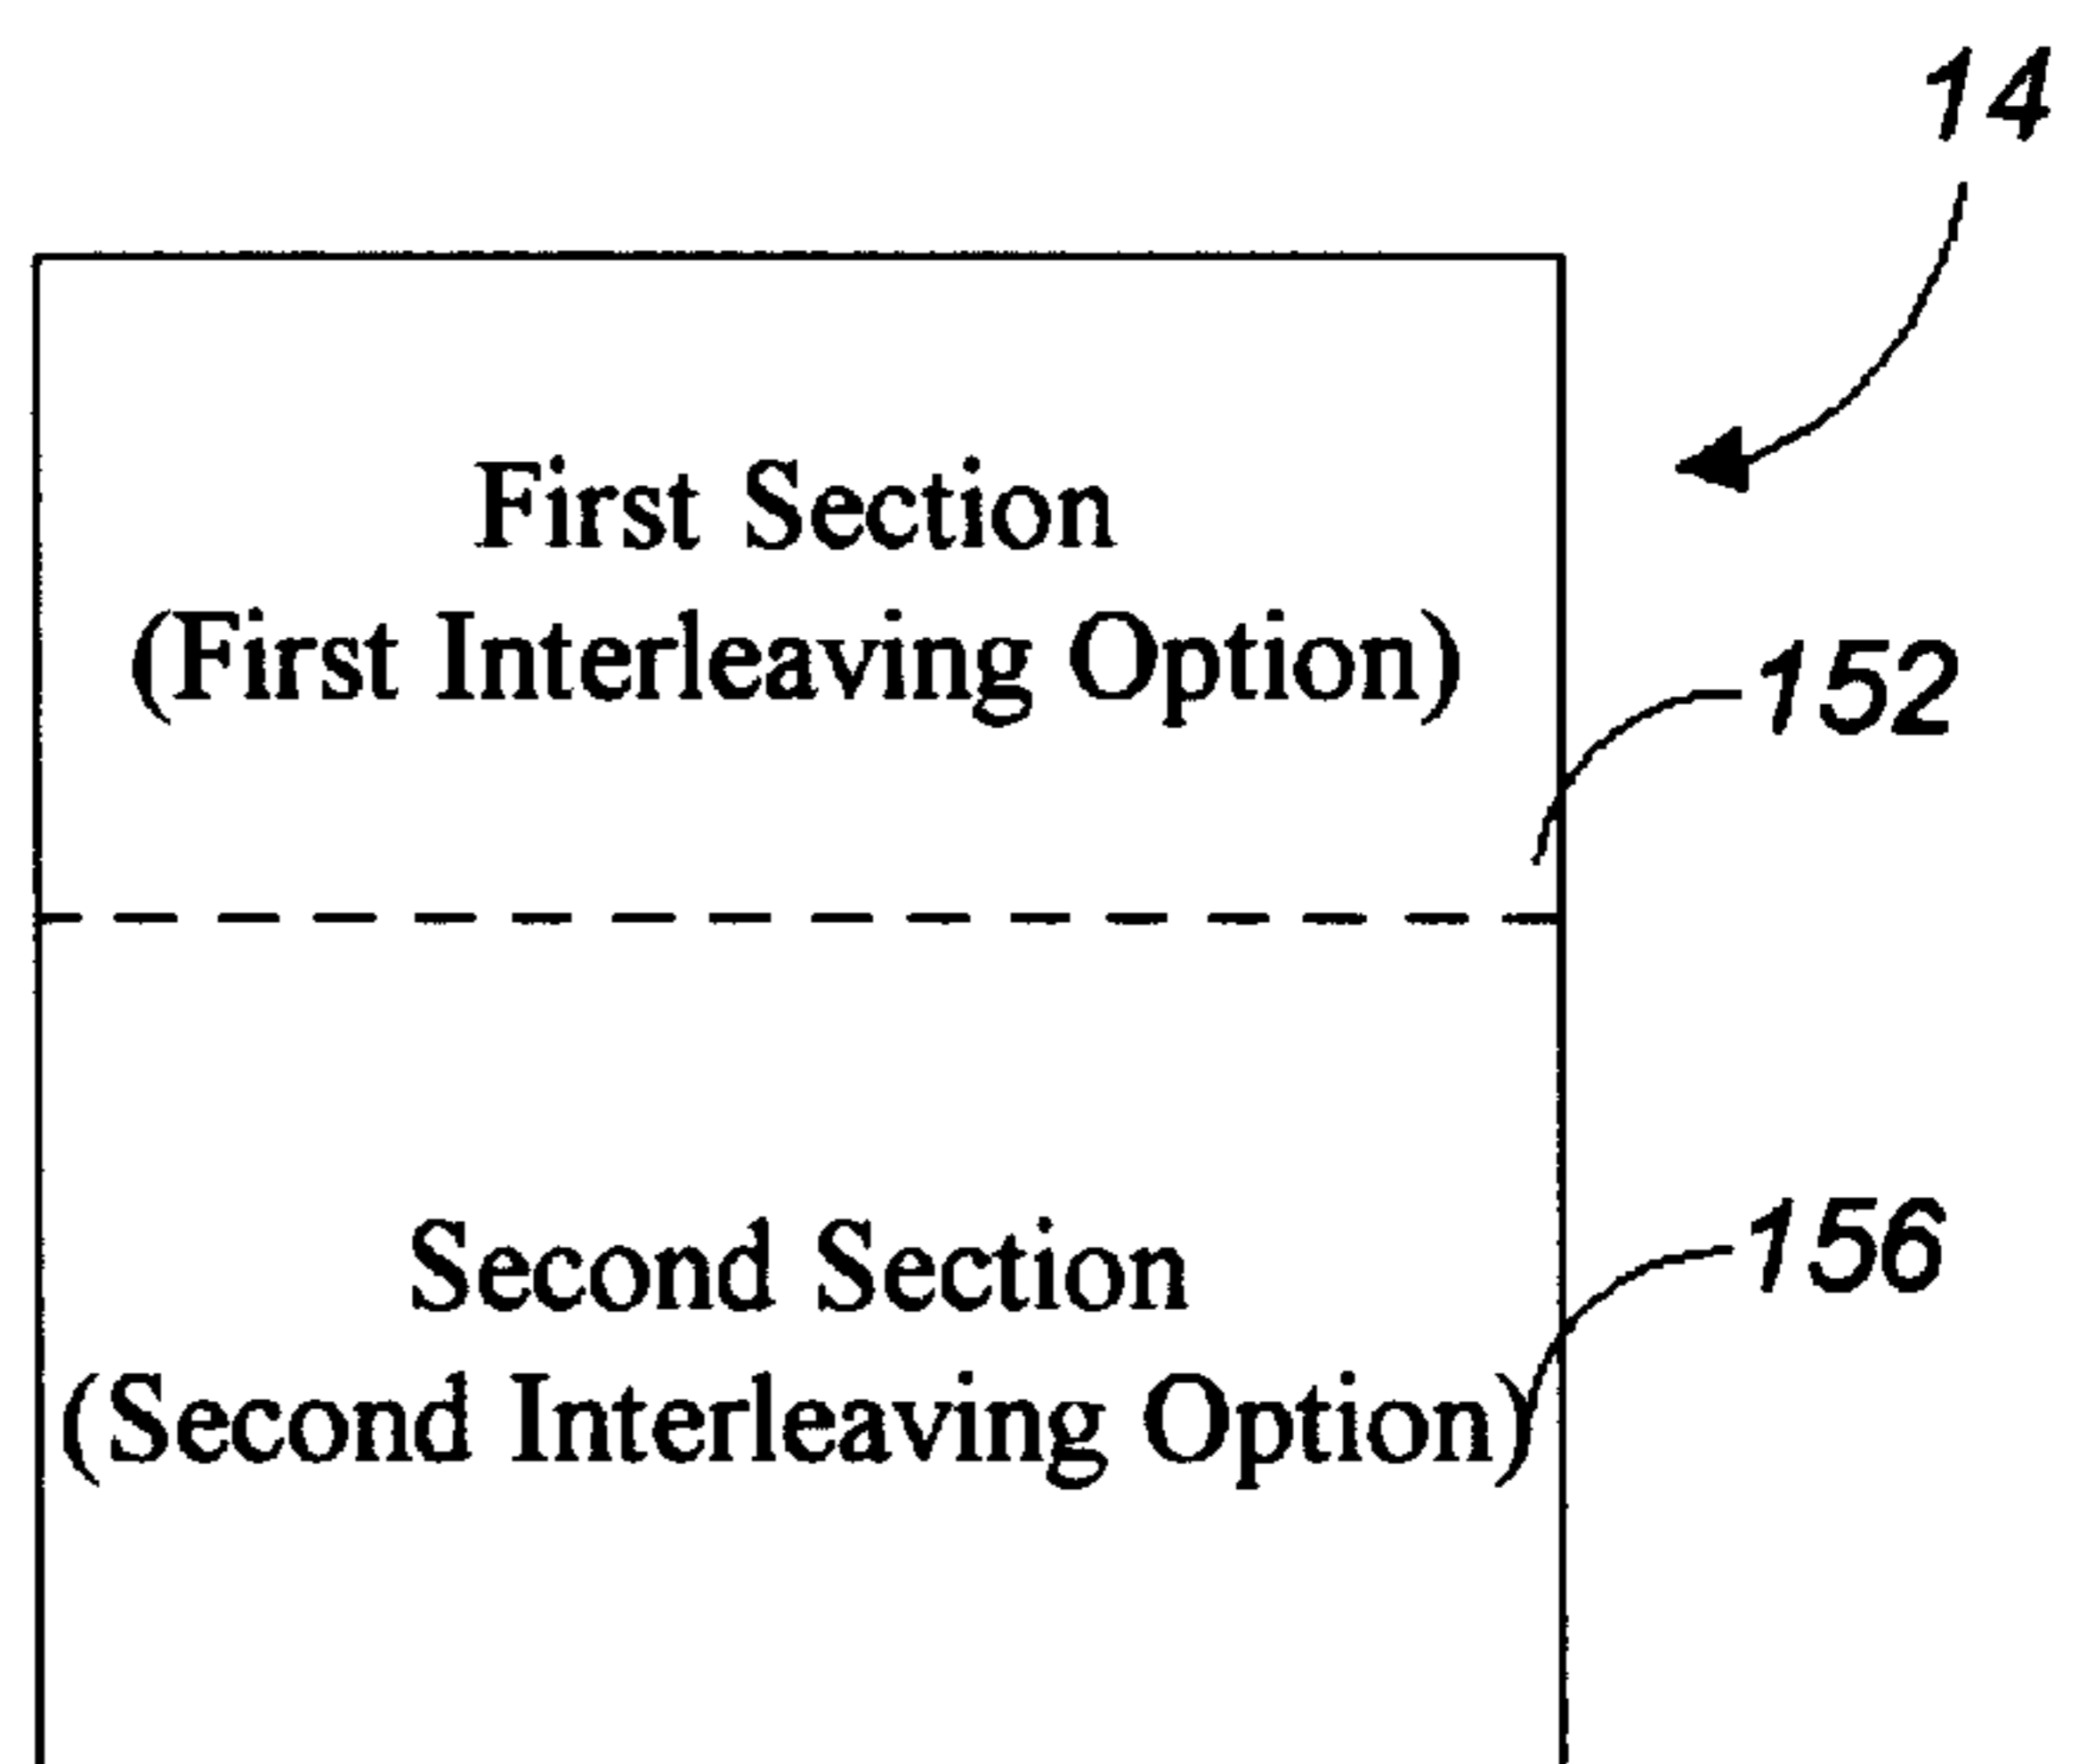 14
First Section
(First Interleaving Option)
152
Second Section
156
(Second Interleaving Option)